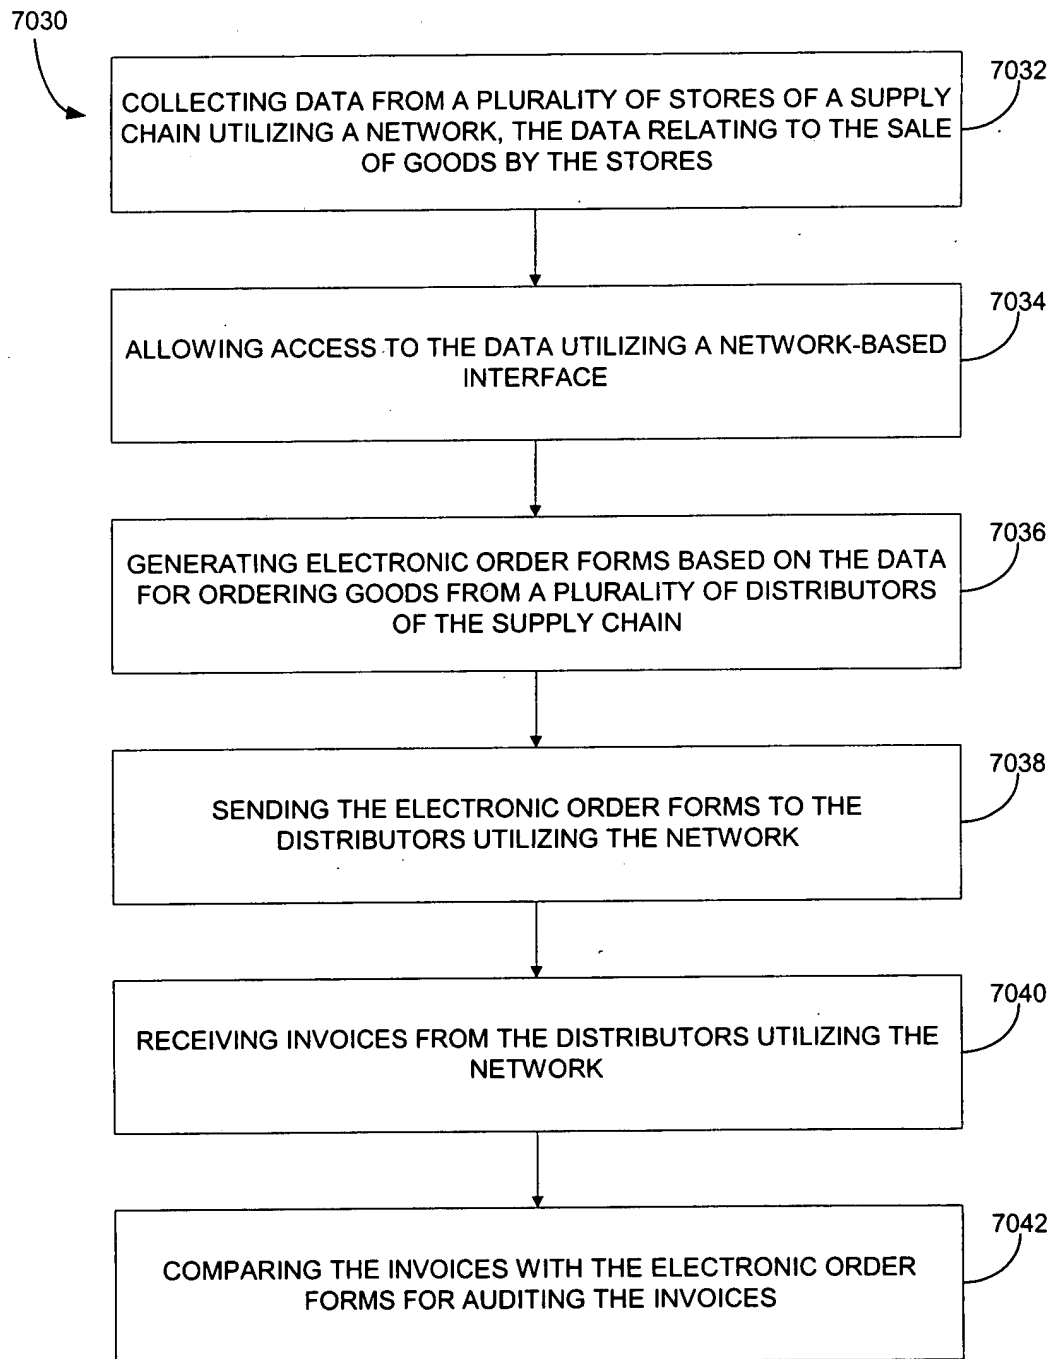 7030
7032
COLLECTING DATA FROM A PLURALITY OF STORES OF A SUPPLY
CHAIN UTILIZING A NETWORK, THE DATA RELATING TO THE SALE
OF GOODS BY THE STORES
7034
ALLOWING ACCESS TO THE DATA UTILIZING A NETWORK-BASED
INTERFACE
7036
GENERATING ELECTRONIC ORDER FORMS BASED ON THE DATA
FOR ORDERING GOODS FROM A PLURALITY OF DISTRIBUTORS
OF THE SUPPLY CHAIN
7038
SENDING THE ELECTRONIC ORDER FORMS TO THE
DISTRIBUTORS UTILIZING THE NETWORK
7040
RECEIVING INVOICES FROM THE DISTRIBUTORS UTILIZING THE
NETWORK
7042
COMPARING THE INVOICES WITH THE ELECTRONIC ORDER
FORMS FOR AUDITING THE INVOICES